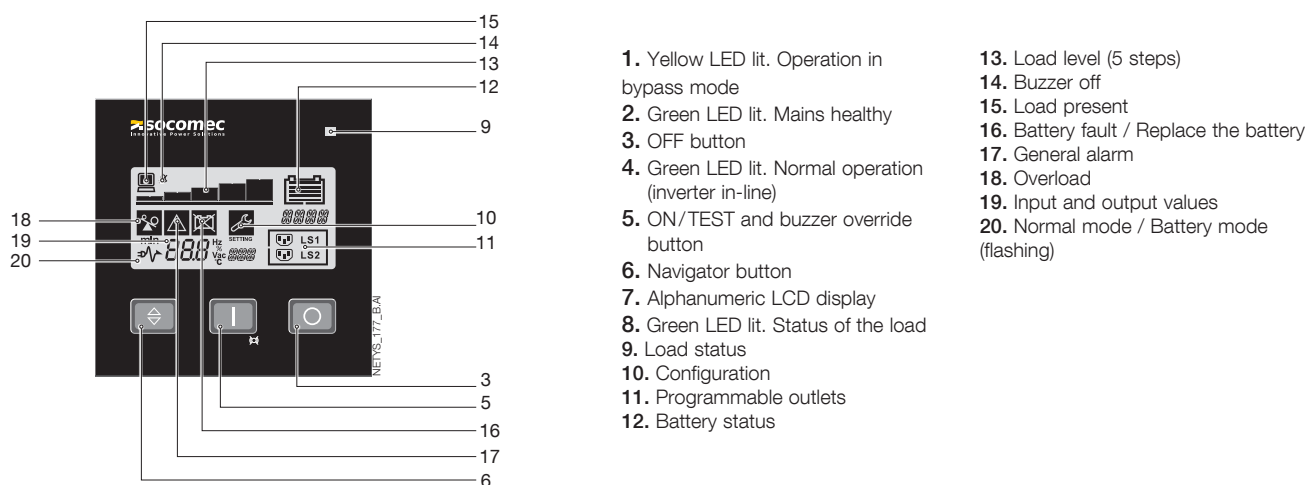 15
14
13
12
socomec
Innovative Power Solutions
9
18
19
20
min
Hz
%
Vac
°C
SETTING
LS1
LS2
10
11
NETYS_177_B.AI
3
5
16
17
6
1. Yellow LED lit. Operation in
bypass mode
2. Green LED lit. Mains healthy
3. OFF button
4. Green LED lit. Normal operation
(inverter in-line)
5. ON/TEST and buzzer override
button
6. Navigator button
7. Alphanumeric LCD display
8. Green LED lit. Status of the load
9. Load status
10. Configuration
11. Programmable outlets
12. Battery status
13. Load level (5 steps)
14. Buzzer off
15. Load present
16. Battery fault / Replace the battery
17. General alarm
18. Overload
19. Input and output values
20. Normal mode / Battery mode
(flashing)